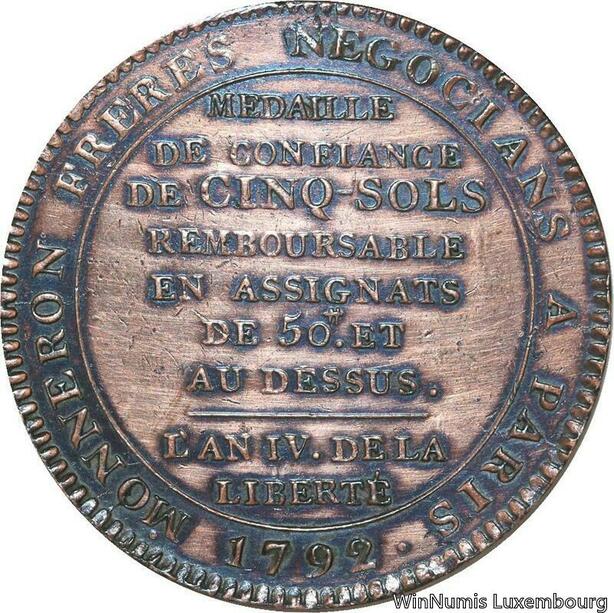 MONNERON FRERES NEGOCIANS A PARIS
MEDAILLE
DE CONFIANCE
DE CINQ-SOLS
REMBOURSABLE
EN ASSIGNATS
DE 50.ᵗᵗ ET
AU DESSUS.
L'AN IV. DE LA
LIBERTÉ
. 1792 .
WinNumis Luxembourg